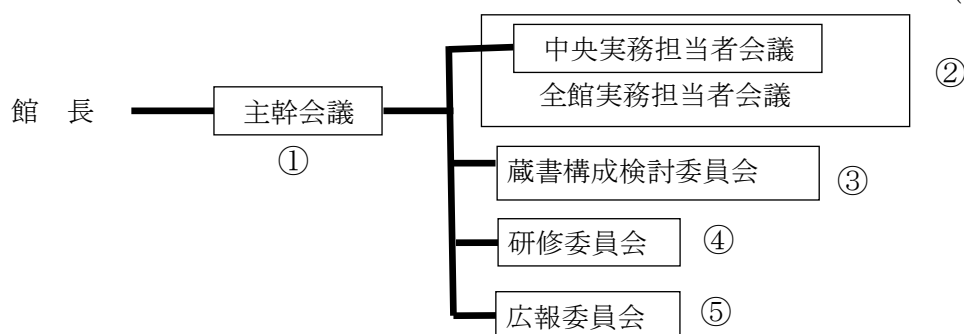 中央実務担当者会議
②
全館実務担当者会議
館 長
主幹会議
①
蔵書構成検討委員会
③
研修委員会
④
広報委員会
⑤